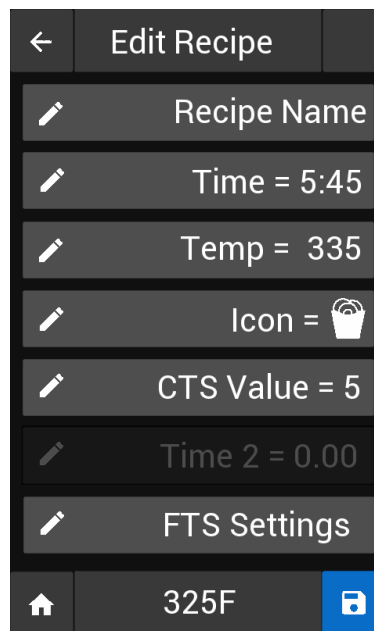 Edit Recipe
Recipe Name
Time = 5:45
Temp = 335
Icon =
CTS Value = 5
Time 2 = 0.00
FTS Settings
325F